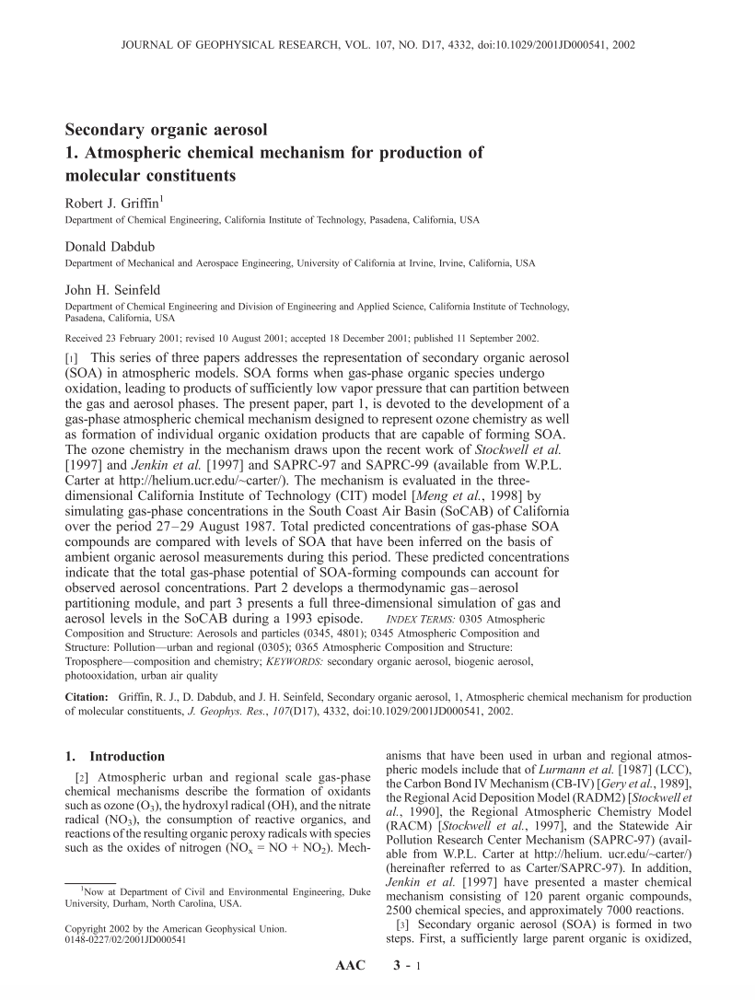 JOURNAL OF GEOPHYSICAL RESEARCH, VOL. 107, NO. D17, 4332, doi:10.1029/2001JD000541, 2002
Secondary organic aerosol
1. Atmospheric chemical mechanism for production of
molecular constituents
Robert J. Griffin1
Department of Chemical Engineering, California Institute of Technology, Pasadena, California, USA
Donald Dabdub
Department of Mechanical and Aerospace Engineering, University of California at Irvine, Irvine, California, USA
John H. Seinfeld
Department of Chemical Engineering and Division of Engineering and Applied Science, California Institute of Technology,
Pasadena, California, USA
Received 23 February 2001; revised 10 August 2001; accepted 18 December 2001; published 11 September 2002.
[1] This series of three papers addresses the representation of secondary organic aerosol
(SOA) in atmospheric models. SOA forms when gas-phase organic species undergo
oxidation, leading to products of sufficiently low vapor pressure that can partition between
the gas and aerosol phases. The present paper, part 1, is devoted to the development of a
gas-phase atmospheric chemical mechanism designed to represent ozone chemistry as well
as formation of individual organic oxidation products that are capable of forming SOA.
The ozone chemistry in the mechanism draws upon the recent work of Stockwell et al.
[1997] and Jenkin et al. [1997] and SAPRC-97 and SAPRC-99 (available from W.P.L.
Carter at http://helium.ucr.edu/~carter/). The mechanism is evaluated in the three-
dimensional California Institute of Technology (CIT) model [Meng et al., 1998] by
simulating gas-phase concentrations in the South Coast Air Basin (SoCAB) of California
over the period 27–29 August 1987. Total predicted concentrations of gas-phase SOA
compounds are compared with levels of SOA that have been inferred on the basis of
ambient organic aerosol measurements during this period. These predicted concentrations
indicate that the total gas-phase potential of SOA-forming compounds can account for
observed aerosol concentrations. Part 2 develops a thermodynamic gas–aerosol
partitioning module, and part 3 presents a full three-dimensional simulation of gas and
aerosol levels in the SoCAB during a 1993 episode. INDEX TERMS: 0305 Atmospheric
Composition and Structure: Aerosols and particles (0345, 4801); 0345 Atmospheric Composition and
Structure: Pollution—urban and regional (0305); 0365 Atmospheric Composition and Structure:
Troposphere—composition and chemistry; KEYWORDS: secondary organic aerosol, biogenic aerosol,
photooxidation, urban air quality
Citation: Griffin, R. J., D. Dabdub, and J. H. Seinfeld, Secondary organic aerosol, 1, Atmospheric chemical mechanism for production
of molecular constituents, J. Geophys. Res., 107(D17), 4332, doi:10.1029/2001JD000541, 2002.
1. Introduction
[2] Atmospheric urban and regional scale gas-phase
chemical mechanisms describe the formation of oxidants
such as ozone (O3), the hydroxyl radical (OH), and the nitrate
radical (NO3), the consumption of reactive organics, and
reactions of the resulting organic peroxy radicals with species
such as the oxides of nitrogen (NOx = NO + NO2). Mech-
1Now at Department of Civil and Environmental Engineering, Duke
University, Durham, North Carolina, USA.
Copyright 2002 by the American Geophysical Union.
0148-0227/02/2001JD000541
anisms that have been used in urban and regional atmos-
pheric models include that of Lurmann et al. [1987] (LCC),
the Carbon Bond IV Mechanism (CB-IV) [Gery et al., 1989],
the Regional Acid Deposition Model (RADM2) [Stockwell et
al., 1990], the Regional Atmospheric Chemistry Model
(RACM) [Stockwell et al., 1997], and the Statewide Air
Pollution Research Center Mechanism (SAPRC-97) (avail-
able from W.P.L. Carter at http://helium. ucr.edu/~carter/)
(hereinafter referred to as Carter/SAPRC-97). In addition,
Jenkin et al. [1997] have presented a master chemical
mechanism consisting of 120 parent organic compounds,
2500 chemical species, and approximately 7000 reactions.
[3] Secondary organic aerosol (SOA) is formed in two
steps. First, a sufficiently large parent organic is oxidized,
AAC 3 - 1